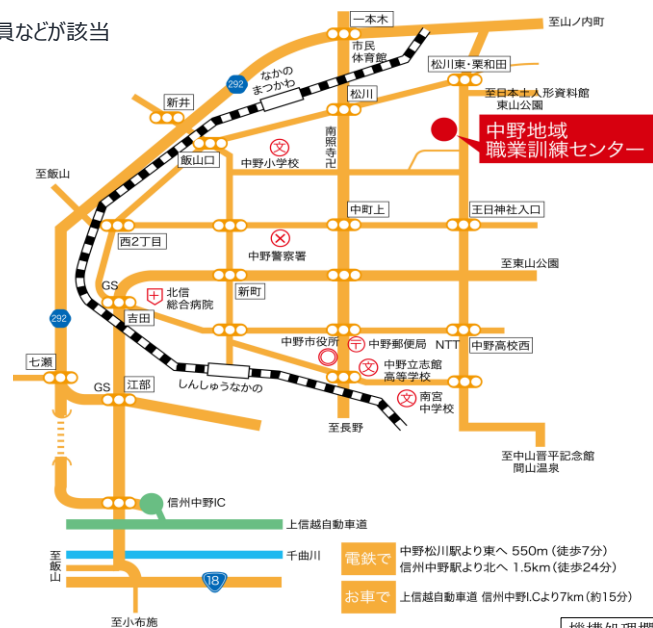 員などが該当
一本木
至山ノ内町
市民
体育館
松川東・栗和田
なかの
まつかわ
292
新井
松川
至日本土人形資料館
東山公園
中野地域
職業訓練センター
南照寺卍
飯山口
文
中野小学校
至飯山
中町上
王日神社入口
西2丁目
中野警察署
至東山公園
GS
北信
総合病院
新町
292
吉田
中野市役所
〒
中野郵便局
NTT
中野高校西
七瀬
文
中野立志館
高等学校
しんしゅうなかの
GS
江部
文
南宮
中学校
至長野
至中山晋平記念館
間山温泉
信州中野IC
上信越自動車道
至飯山
千曲川
18
至小布施
電鉄で
中野松川駅より東へ 550m (徒歩7分)
信州中野駅より北へ 1.5km (徒歩24分)
お車で
上信越自動車道 信州中野I.Cより7km (約15分)
機構処理欄